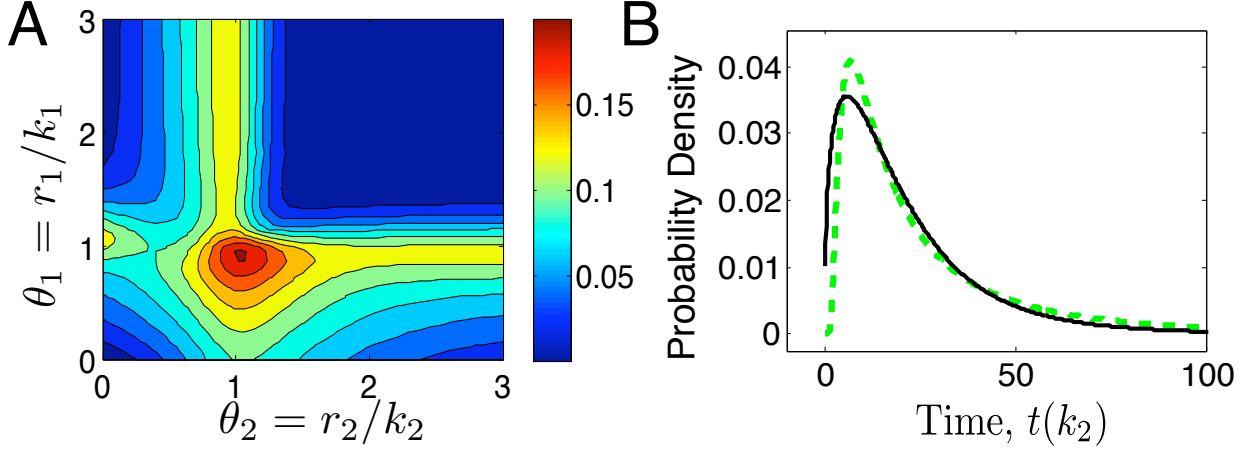 A
θ₁ = r₁/k₁
3
2
1
0
0 1 2 3
θ₂ = r₂/k₂
0.15
0.1
0.05
B
Probability Density
0.04
0.03
0.02
0.01
0
0 50 100
Time, t(k₂)